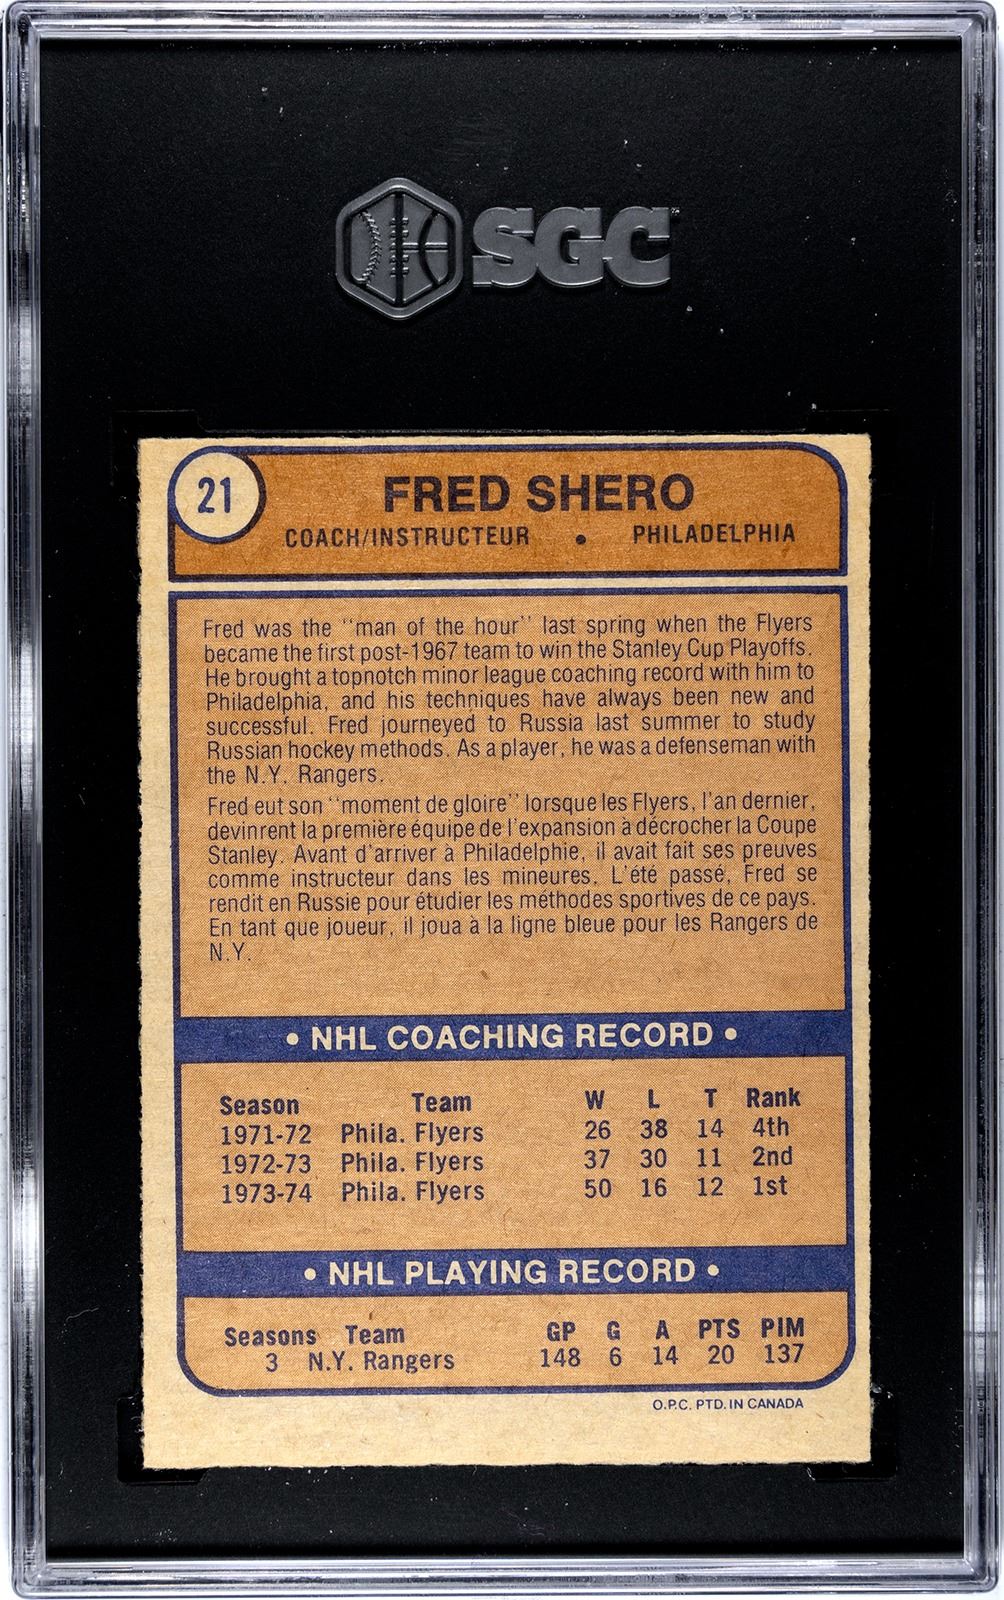 SGC
21
FRED SHERO
COACH/INSTRUCTEUR • PHILADELPHIA
Fred was the "man of the hour" last spring when the Flyers
became the first post-1967 team to win the Stanley Cup Playoffs.
He brought a topnotch minor league coaching record with him to
Philadelphia, and his techniques have always been new and
successful. Fred journeyed to Russia last summer to study
Russian hockey methods. As a player, he was a defenseman with
the N.Y. Rangers.
Fred eut son "moment de gloire" lorsque les Flyers, l'an dernier,
devinrent la première équipe de l'expansion à décrocher la Coupe
Stanley. Avant d'arriver à Philadelphie, il avait fait ses preuves
comme instructeur dans les mineures. L'été passé, Fred se
rendit en Russie pour étudier les méthodes sportives de ce pays.
En tant que joueur, il joua à la ligne bleue pour les Rangers de
N.Y.
• NHL COACHING RECORD •
Season Team W L T Rank
1971-72 Phila. Flyers 26 38 14 4th
1972-73 Phila. Flyers 37 30 11 2nd
1973-74 Phila. Flyers 50 16 12 1st
• NHL PLAYING RECORD •
Seasons Team GP G A PTS PIM
3 N.Y. Rangers 148 6 14 20 137
O.P.C. PTD. IN CANADA